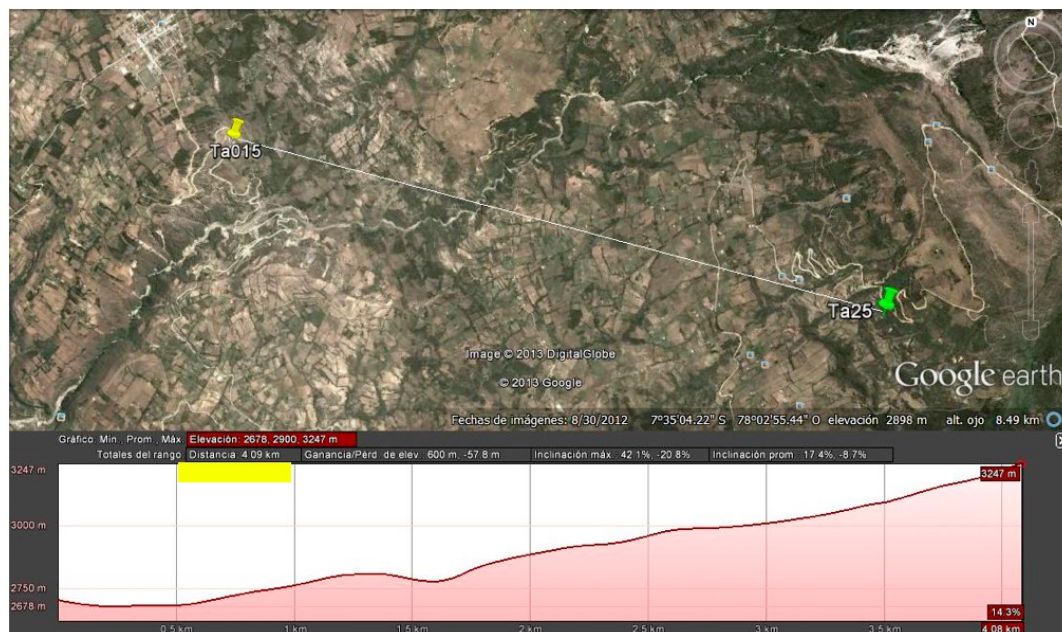 N
Ta015
Ta25
Image © 2013 DigitalGlobe
© 2013 Google
Google earth
Fechas de imágenes: 8/30/2012 7°35'04.22" S 78°02'55.44" O elevación 2898 m alt. ojo 8.49 km
Gráfico: Mín., Prom., Máx. Elevación: 2678, 2900, 3247 m
Totales del rango: Distancia: 4.09 km Ganancia/Pérd. de elev.: 600 m, -57.8 m Inclinación máx.: 42.1%, -20.8% Inclinación prom.: 17.4%, -8.7%
3247 m
3247 m
3000 m
2750 m
2678 m
14.3%
0.5 km 1 km 1.5 km 2 km 2.5 km 3 km 3.5 km 4.08 km